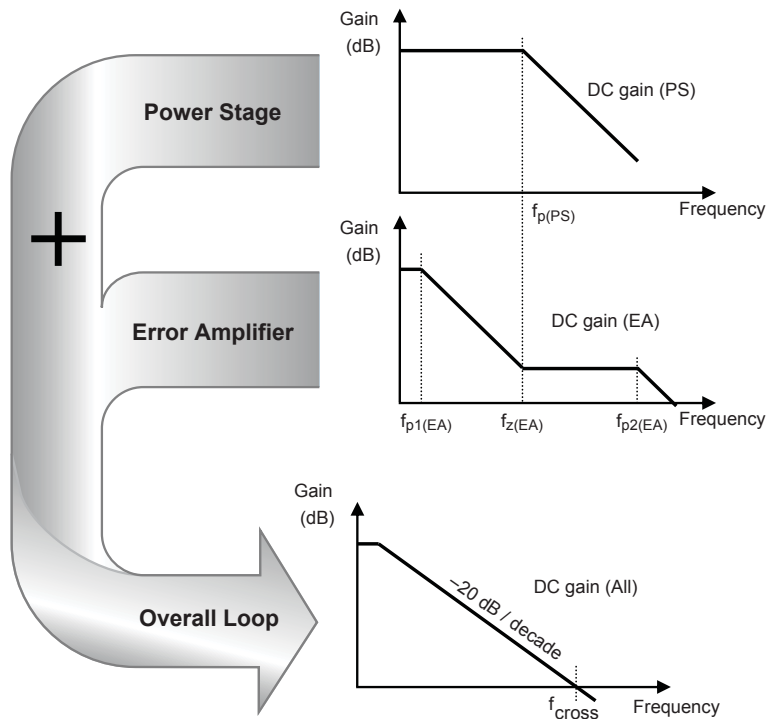 Gain
(dB)
Power Stage
DC gain (PS)
fp(PS)
Frequency
+
Gain
(dB)
Error Amplifier
DC gain (EA)
fp1(EA)
fz(EA)
fp2(EA)
Frequency
Gain
(dB)
Overall Loop
–20 dB / decade
DC gain (All)
fcross
Frequency